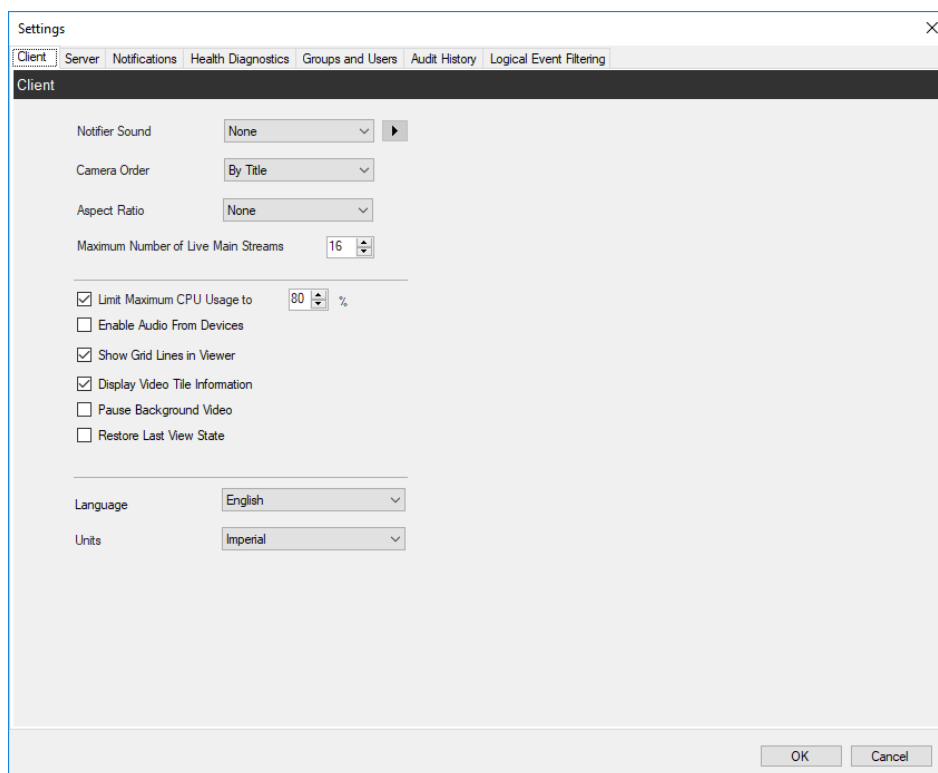 Settings
Client Server Notifications Health Diagnostics Groups and Users Audit History Logical Event Filtering
Client
Notifier Sound None
Camera Order By Title
Aspect Ratio None
Maximum Number of Live Main Streams 16
Limit Maximum CPU Usage to 80 %
Enable Audio From Devices
Show Grid Lines in Viewer
Display Video Tile Information
Pause Background Video
Restore Last View State
Language English
Units Imperial
OK Cancel